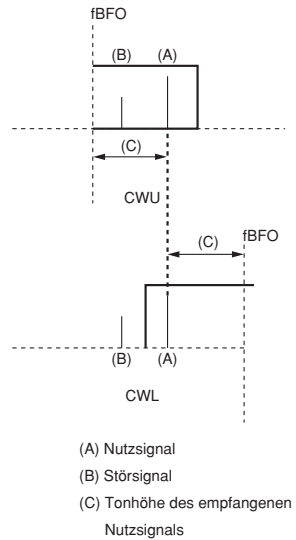 fBFO
(B) (A)
(C)
CWU
(C) fBFO
(B) (A)
CWL
(A) Nutzsignal
(B) Störsignal
(C) Tonhöhe des empfangenen
Nutzsignals